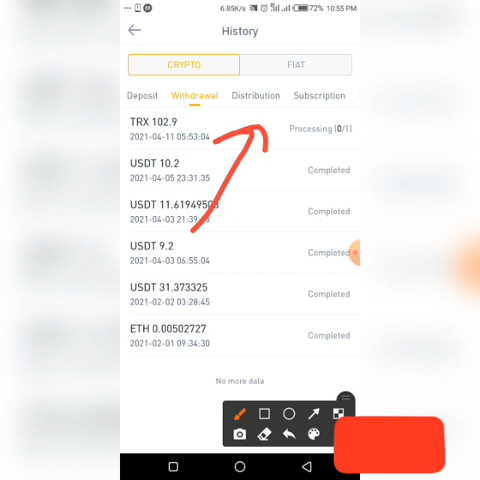 6.85K/s 72% 10:55 PM
History
CRYPTO FIAT
Deposit Withdrawal Distribution Subscription
TRX 102.9
2021-04-11 05:53:04 Processing (0/1)
USDT 10.2
2021-04-05 23:31:35 Completed
USDT 11.6194950
2021-04-03 21:39: Completed
USDT 9.2
2021-04-03 06:55:04 Completed
USDT 31.373325
2021-02-02 03:28:45 Completed
ETH 0.00502727
2021-02-01 09:34:30 Completed
No more data